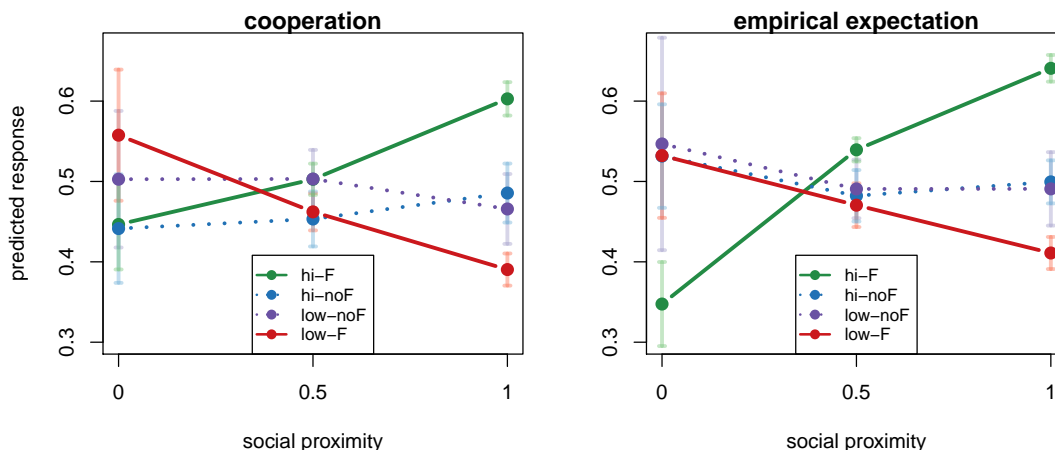 cooperation
predicted response
0.6
0.5
0.4
0.3
hi−F
hi−noF
low−noF
low−F
0
0.5
1
social proximity
empirical expectation
0.6
0.5
0.4
0.3
hi−F
hi−noF
low−noF
low−F
0
0.5
1
social proximity